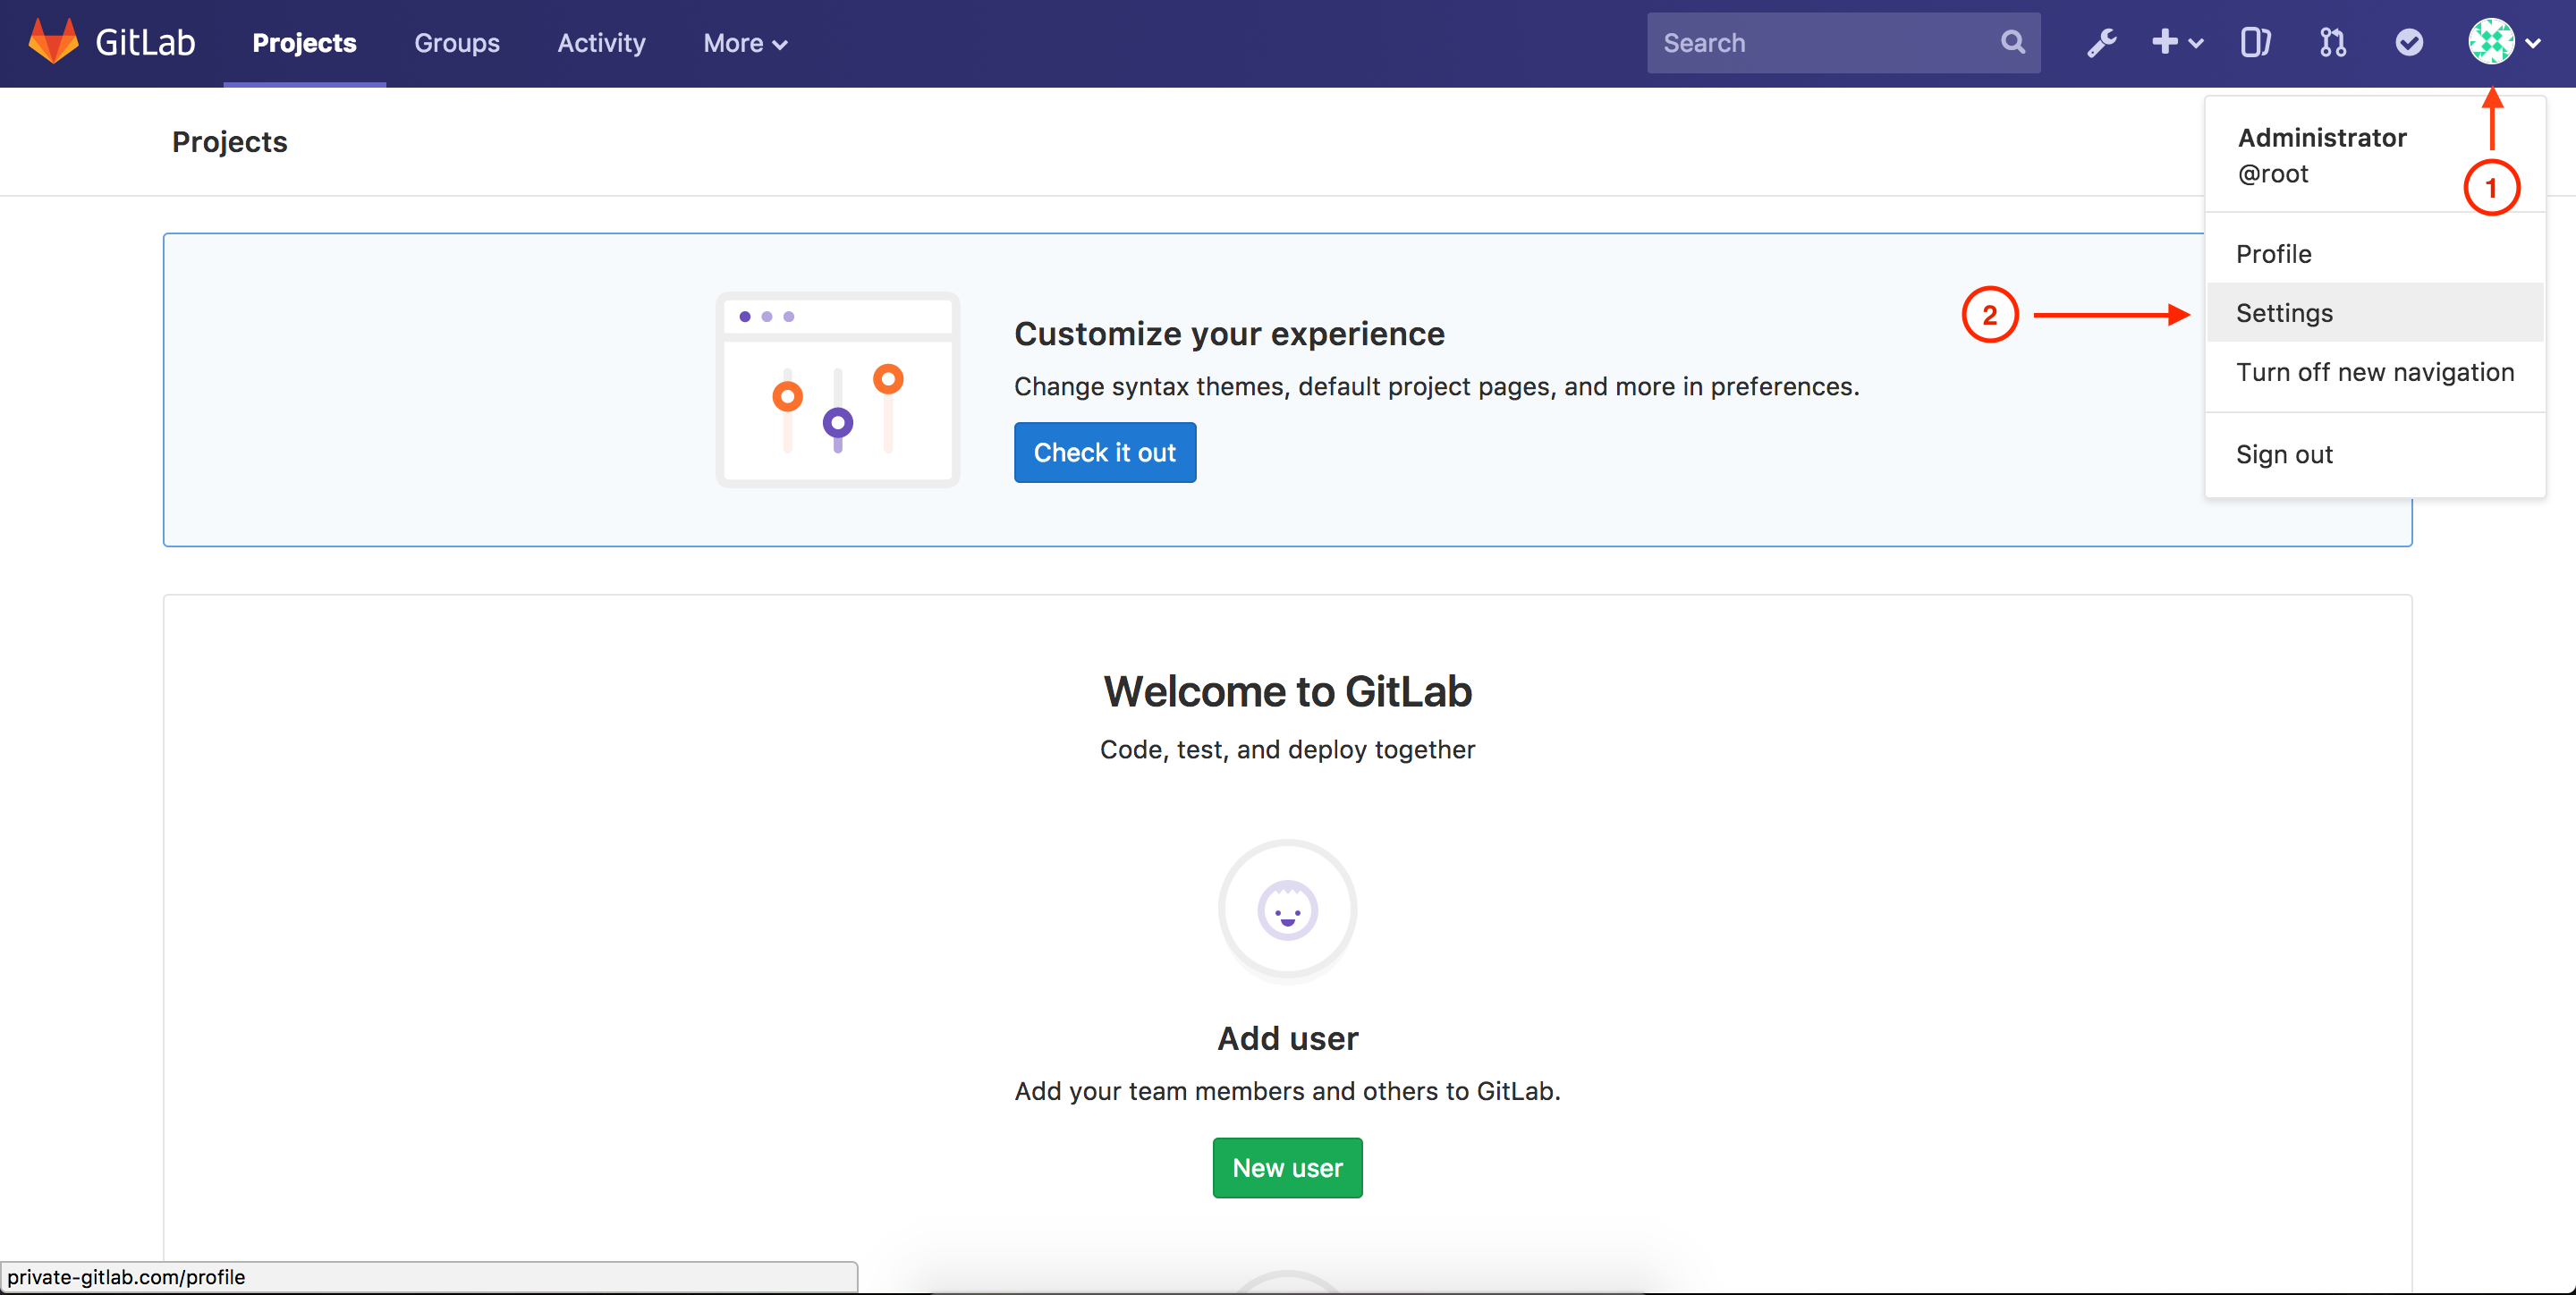 GitLab Projects Groups Activity More Search
Projects
Administrator
@root
1
Profile
2 Settings
Turn off new navigation
Sign out
Customize your experience
Change syntax themes, default project pages, and more in preferences.
Check it out
Welcome to GitLab
Code, test, and deploy together
Add user
Add your team members and others to GitLab.
New user
private-gitlab.com/profile